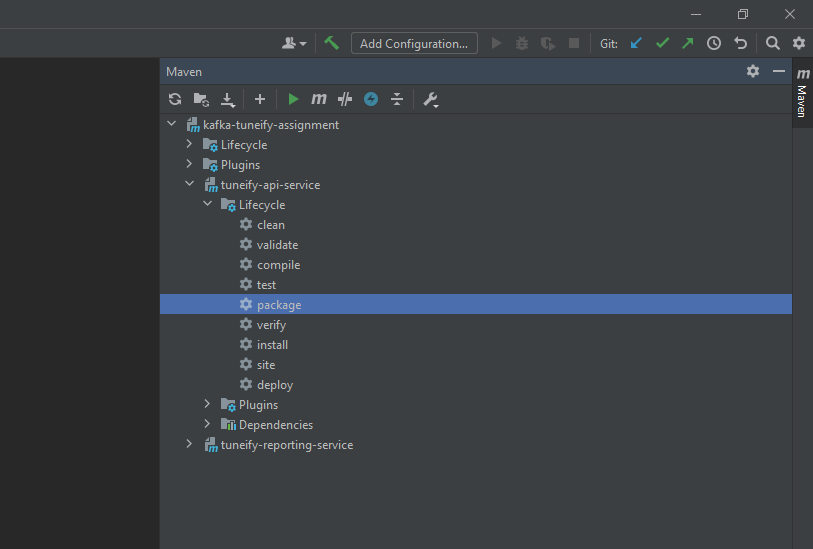 Add Configuration...
Git:
Maven
m
Maven
m
kafka-tuneify-assignment
Lifecycle
Plugins
tuneify-api-service
Lifecycle
clean
validate
compile
test
package
verify
install
site
deploy
Plugins
Dependencies
tuneify-reporting-service